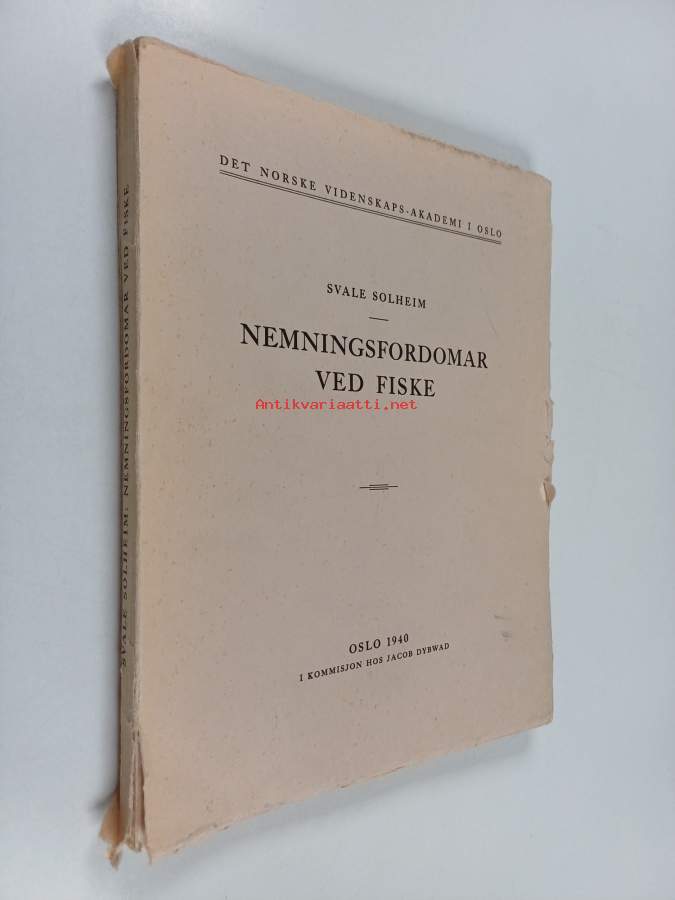 DET NORSKE VIDENSKAPS-AKADEMI I OSLO
SVALE SOLHEIM
NEMNINGSFORDOMAR
VED FISKE
Antikvariaatti.net
OSLO 1940
I KOMMISJON HOS JACOB DYBWAD
SVALE SOLHEIM: NEMNINGSFORDOMAR VED FISKE